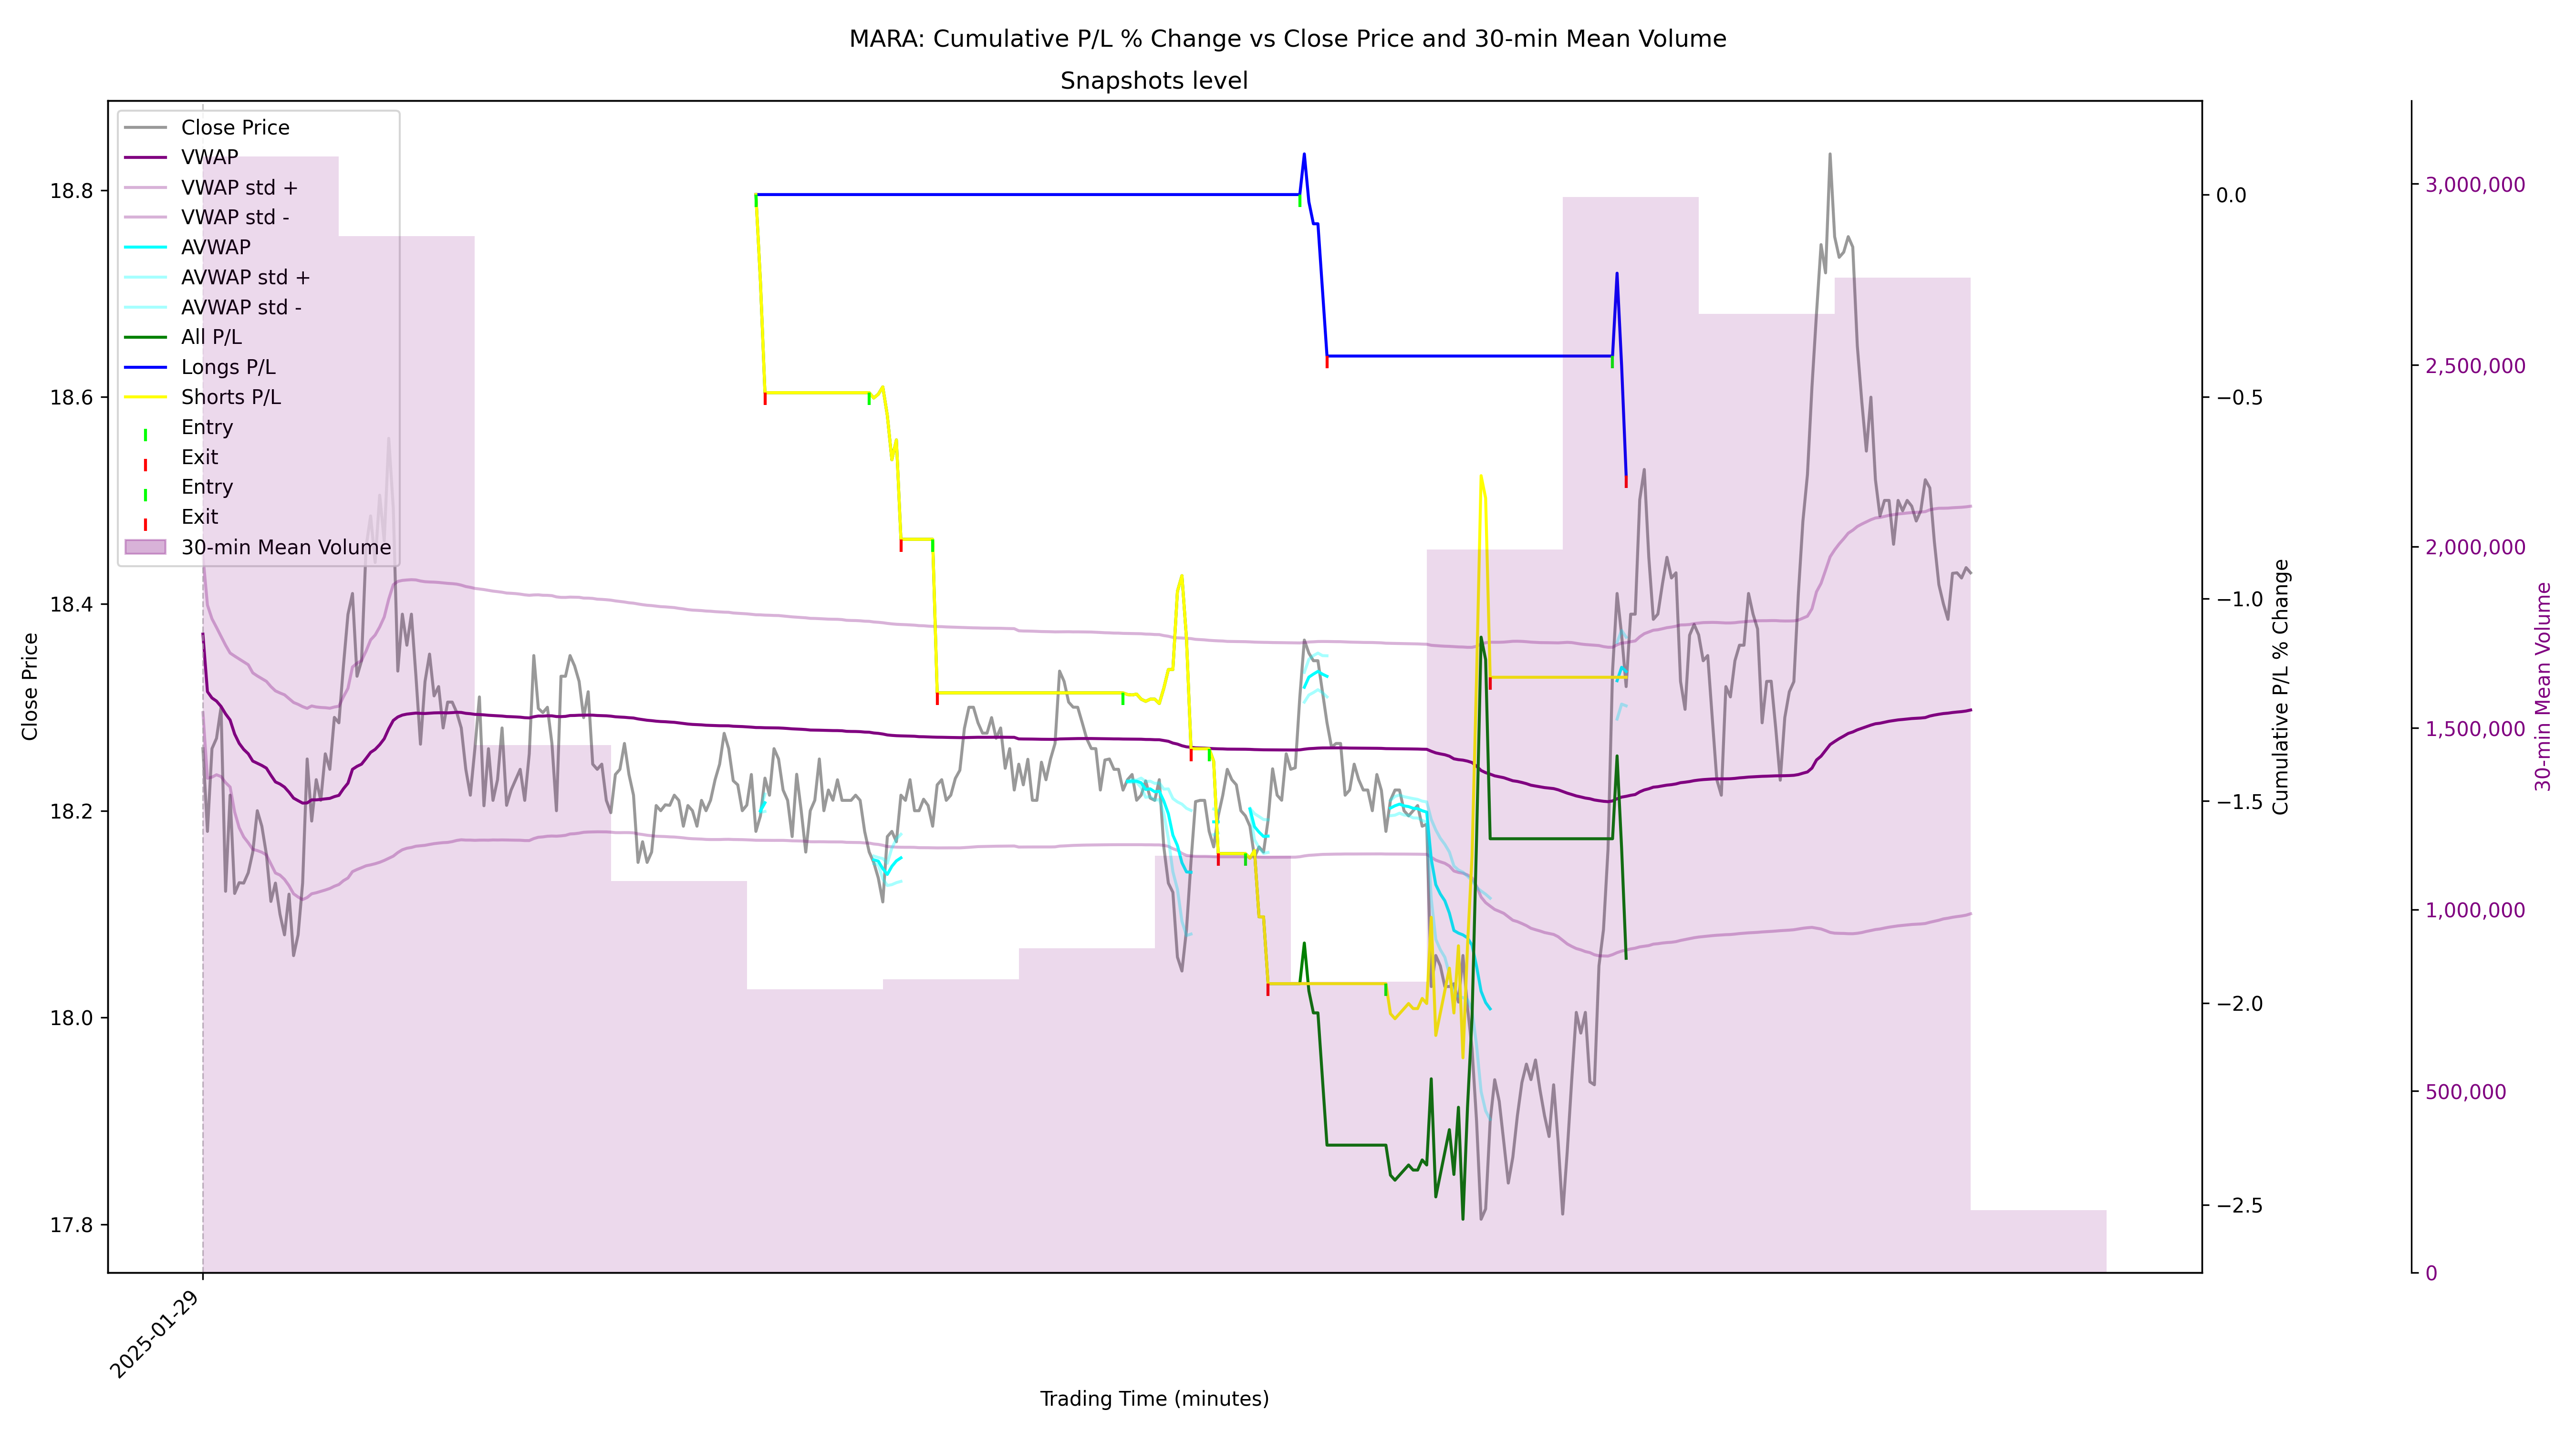 MARA: Cumulative P/L % Change vs Close Price and 30-min Mean Volume
Snapshots level
Close Price
VWAP
VWAP std +
VWAP std -
AVWAP
AVWAP std +
AVWAP std -
All P/L
Longs P/L
Shorts P/L
Entry
Exit
Entry
Exit
30-min Mean Volume
18.8
18.6
18.4
18.2
18.0
17.8
Close Price
0.0
−0.5
−1.0
−1.5
−2.0
−2.5
Cumulative P/L % Change
3,000,000
2,500,000
2,000,000
1,500,000
1,000,000
500,000
0
30-min Mean Volume
2025-01-29
Trading Time (minutes)